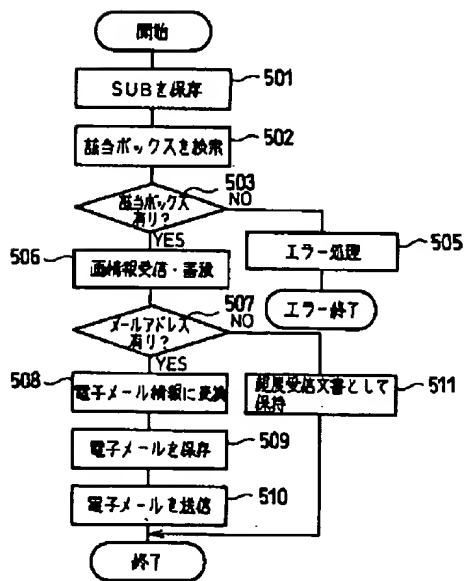 開始
SUBを保存
501
該当ボックスを検索
502
503
該当ボックス
有り?
NO
YES
エラー処理
505
エラー終了
506
画情報受信・蓄積
507
メールアドレス
有り?
NO
YES
508
電子メール情報に変換
親展受信文書として
保持
511
電子メールを保存
509
電子メールを送信
510
終了